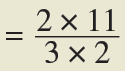 = 2 × 11 / 3 × 2